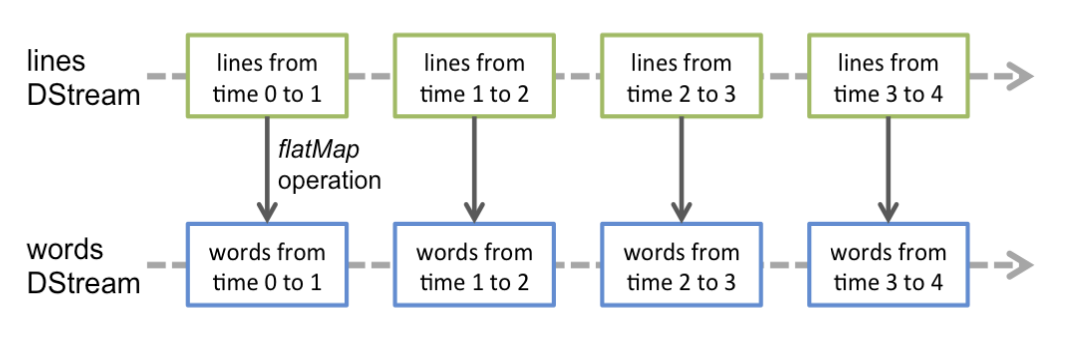 lines
DStream
lines from
time 0 to 1
lines from
time 1 to 2
lines from
time 2 to 3
lines from
time 3 to 4
flatMap
operation
words
DStream
words from
time 0 to 1
words from
time 1 to 2
words from
time 2 to 3
words from
time 3 to 4